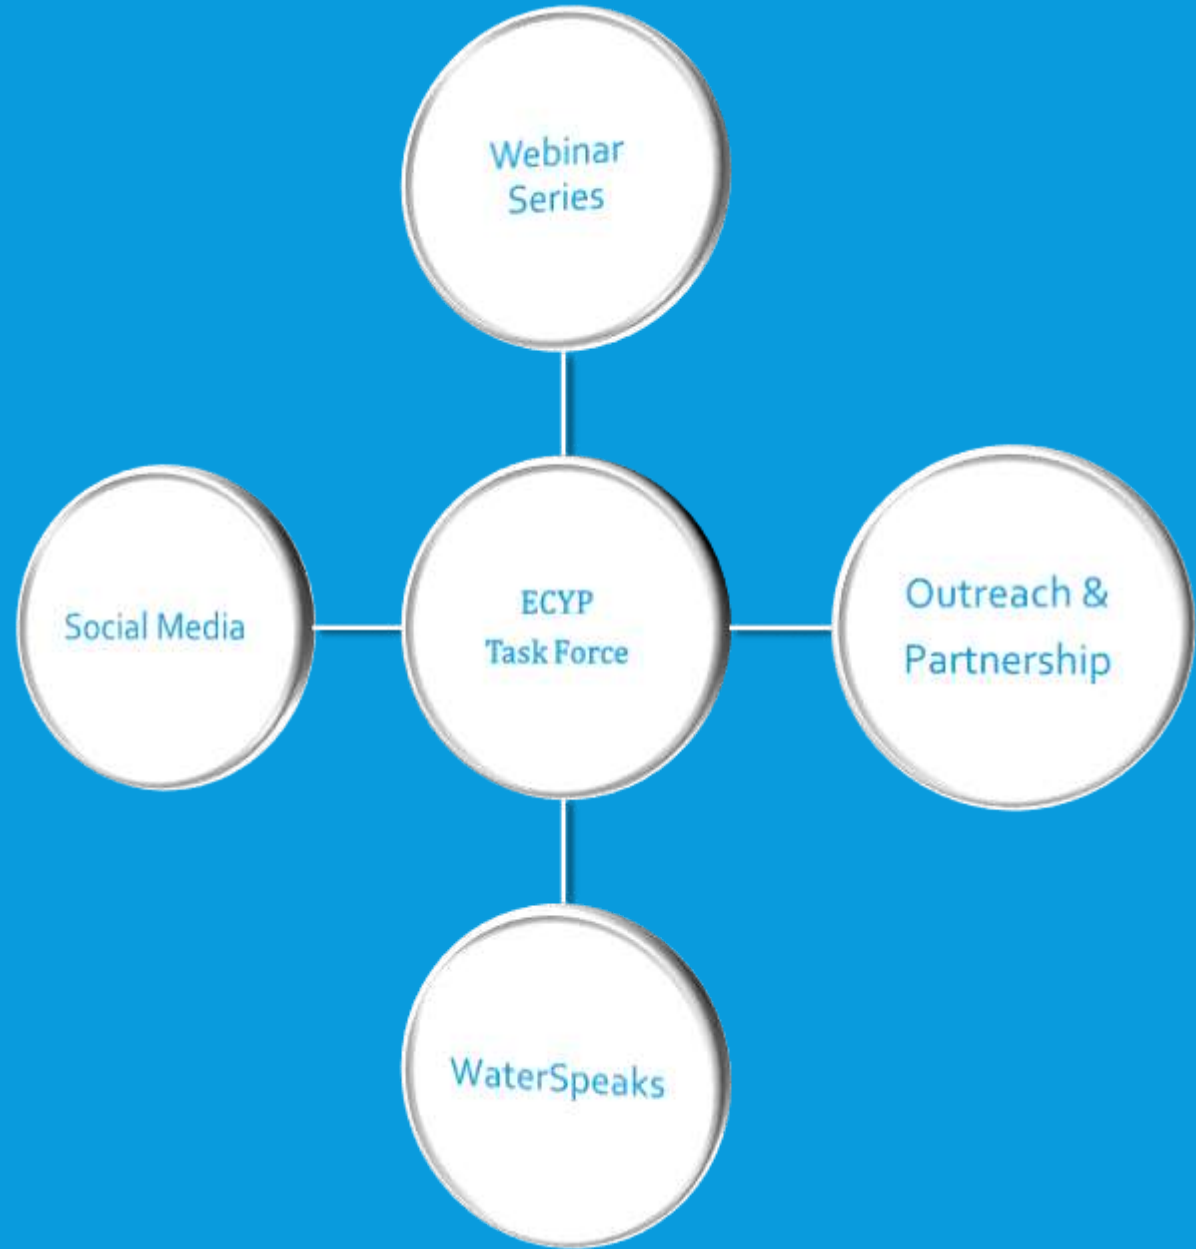 Webinar
Series
Social Media
ECYP
Task Force
Outreach &
Partnership
WaterSpeaks